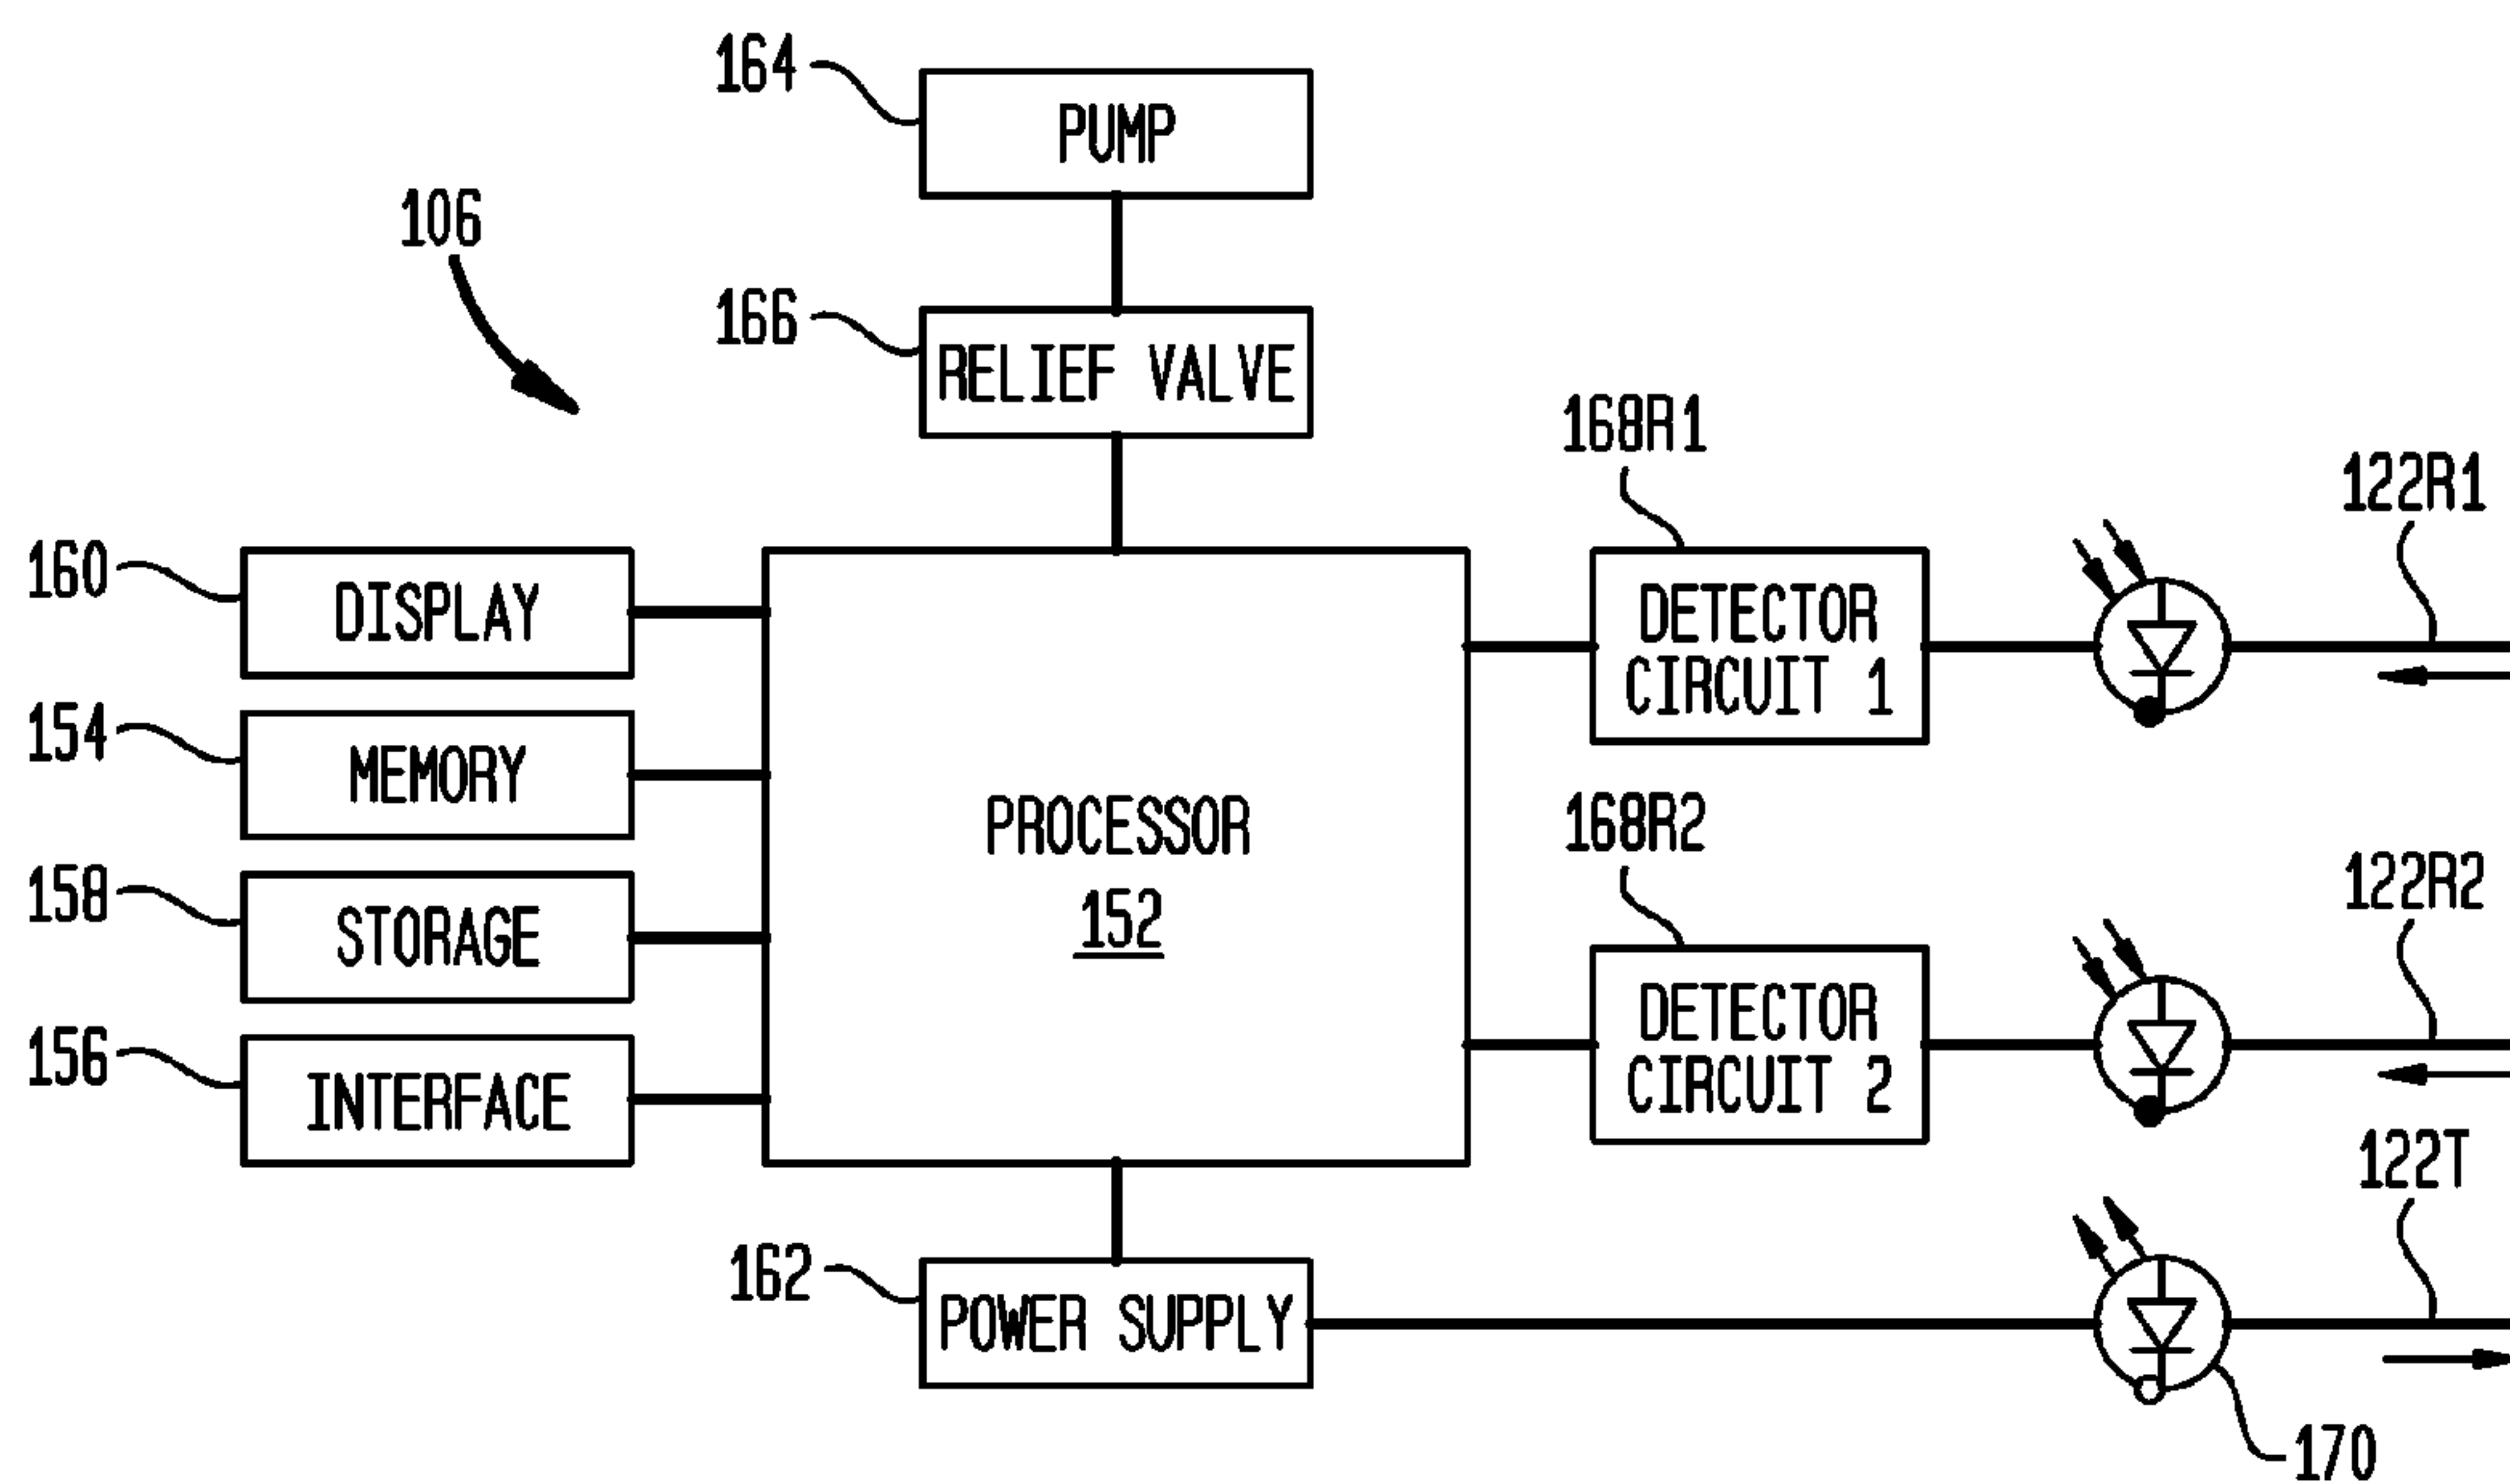 164
PUMP
106
166
RELIEF VALVE
168R1
122R1
160
DISPLAY
DETECTOR
CIRCUIT 1
154
MEMORY
PROCESSOR
152
168R2
122R2
158
STORAGE
DETECTOR
CIRCUIT 2
156
INTERFACE
122T
162
POWER SUPPLY
170